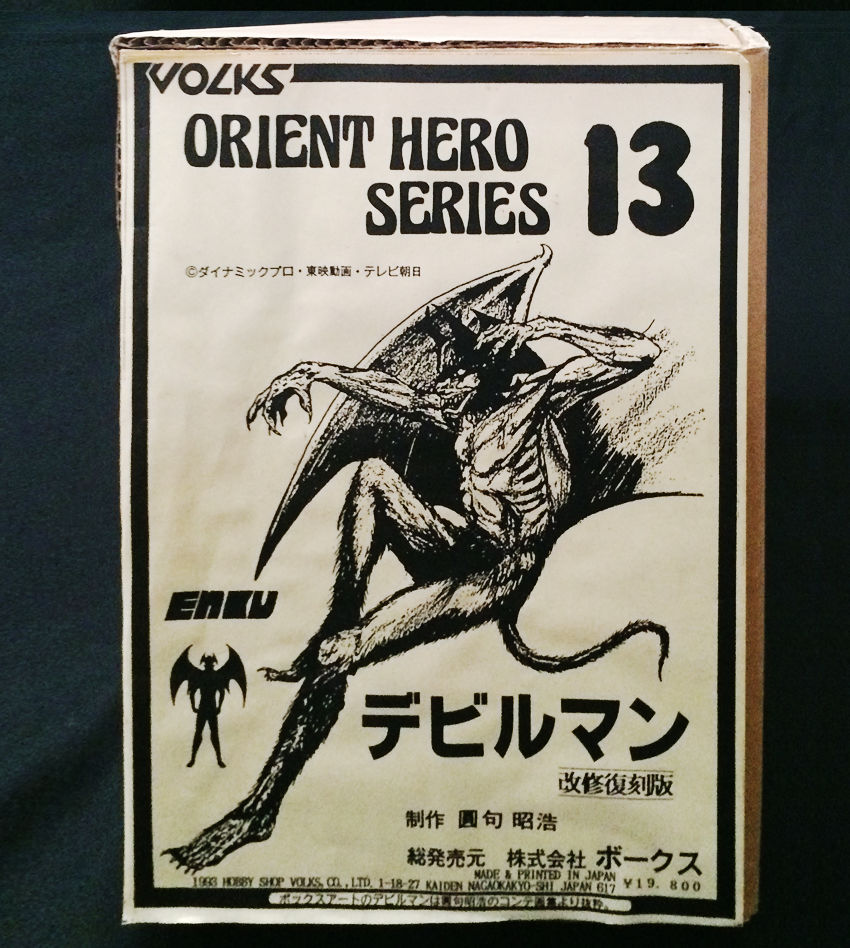 VOLKS
ORIENT HERO
SERIES
13
©ダイナミックプロ・東映動画・テレビ朝日
ENKU
デビルマン
改修復刻版
制作 圓句 昭浩
総発売元 株式会社 ボークス
MADE & PRINTED IN JAPAN
1993 HOBBY SHOP VOLKS, CO., LTD. 1-18-27 KAIDEN NAGAOKAKYO-SHI JAPAN 617 ¥19.800
ボックスアートのデビルマンは圓句昭浩のコンテ画集より抜粋。